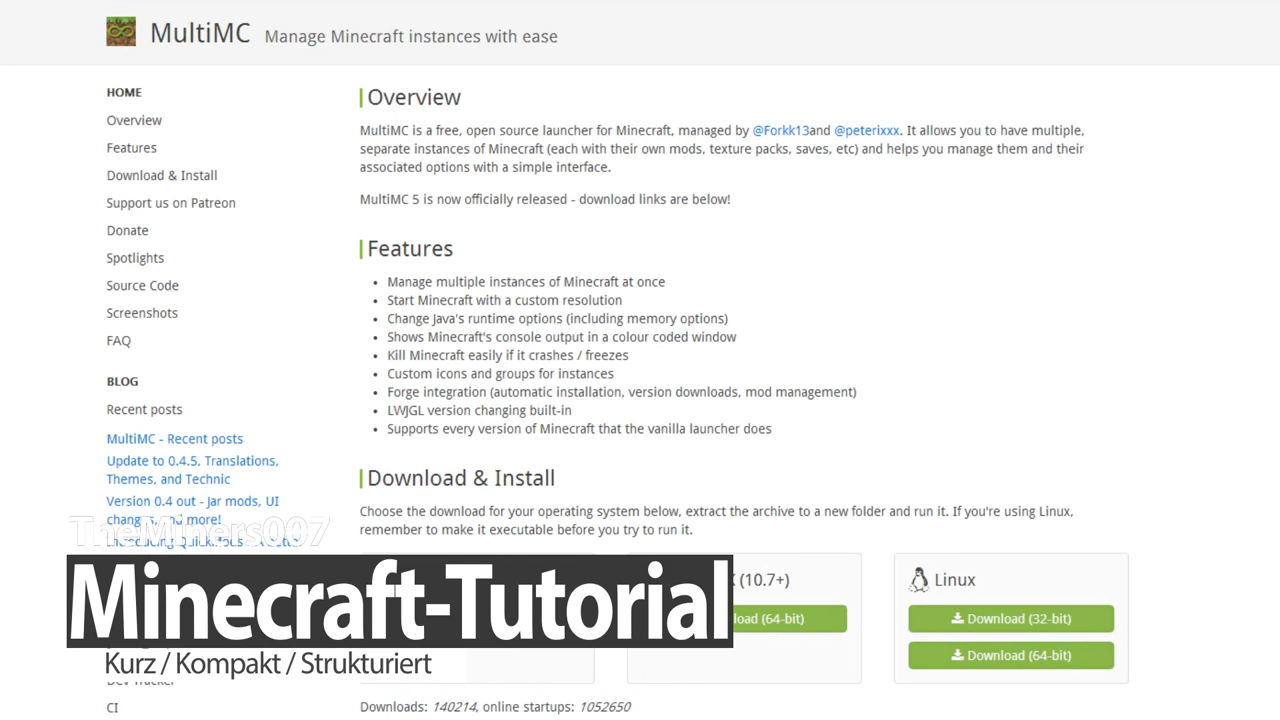 MultiMC Manage Minecraft instances with ease
HOME
Overview
Features
Download & Install
Support us on Patreon
Donate
Spotlights
Source Code
Screenshots
FAQ
BLOG
Recent posts
MultiMC - Recent posts
Update to 0.4.5, Translations,
Themes, and Technic
Version 0.4 out - Jar mods, UI
changes, and more!
Overview
MultiMC is a free, open source launcher for Minecraft, managed by @Forkk13and @peterixxx. It allows you to have multiple,
separate instances of Minecraft (each with their own mods, texture packs, saves, etc) and helps you manage them and their
associated options with a simple interface.
MultiMC 5 is now officially released - download links are below!
Features
• Manage multiple instances of Minecraft at once
• Start Minecraft with a custom resolution
• Change Java's runtime options (including memory options)
• Shows Minecraft's console output in a colour coded window
• Kill Minecraft easily if it crashes / freezes
• Custom icons and groups for instances
• Forge integration (automatic installation, version downloads, mod management)
• LWJGL version changing built-in
• Supports every version of Minecraft that the vanilla launcher does
Download & Install
Choose the download for your operating system below, extract the archive to a new folder and run it. If you're using Linux,
remember to make it executable before you try to run it.
(10.7+)
(64-bit)
Linux
Download (32-bit)
Download (64-bit)
TheMiners007
Minecraft-Tutorial
Kurz / Kompakt / Strukturiert
Dev Tracker
CI
Downloads: 140214, online startups: 1052650